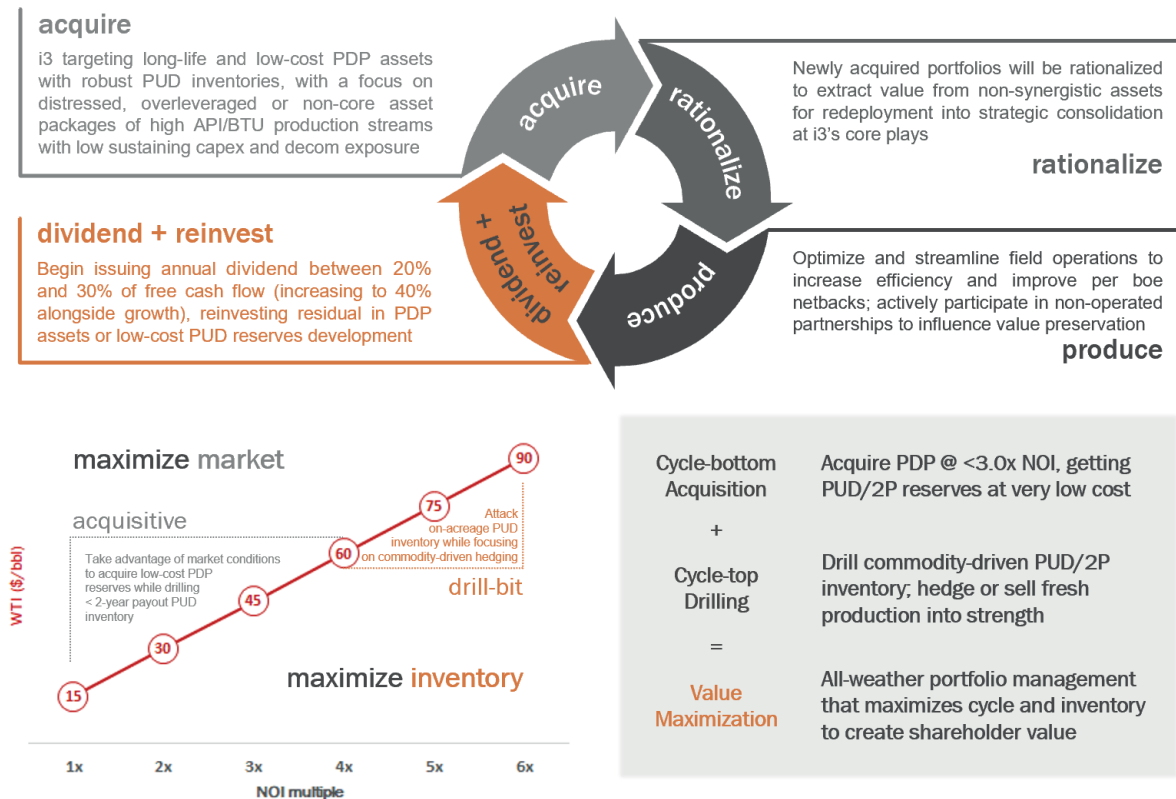 acquire
i3 targeting long-life and low-cost PDP assets
with robust PUD inventories, with a focus on
distressed, overleveraged or non-core asset
packages of high API/BTU production streams
with low sustaining capex and decom exposure
dividend + reinvest
Begin issuing annual dividend between 20%
and 30% of free cash flow (increasing to 40%
alongside growth), reinvesting residual in PDP
assets or low-cost PUD reserves development
acquire
rationalize
produce
dividend +
reinvest
Newly acquired portfolios will be rationalized
to extract value from non-synergistic assets
for redeployment into strategic consolidation
at i3's core plays
rationalize
Optimize and streamline field operations to
increase efficiency and improve per boe
netbacks; actively participate in non-operated
partnerships to influence value preservation
produce
maximize market
acquisitive
Take advantage of market conditions
to acquire low-cost PDP
reserves while drilling
< 2-year payout PUD
inventory
WTI ($/bbl)
15
30
45
60
75
90
Attack
on-acreage PUD
inventory while focusing
on commodity-driven hedging
drill-bit
maximize inventory
1x 2x 3x 4x 5x 6x
NOI multiple
Cycle-bottom
Acquisition
Acquire PDP @ <3.0x NOI, getting
PUD/2P reserves at very low cost
+
Cycle-top
Drilling
Drill commodity-driven PUD/2P
inventory; hedge or sell fresh
production into strength
=
Value
Maximization
All-weather portfolio management
that maximizes cycle and inventory
to create shareholder value